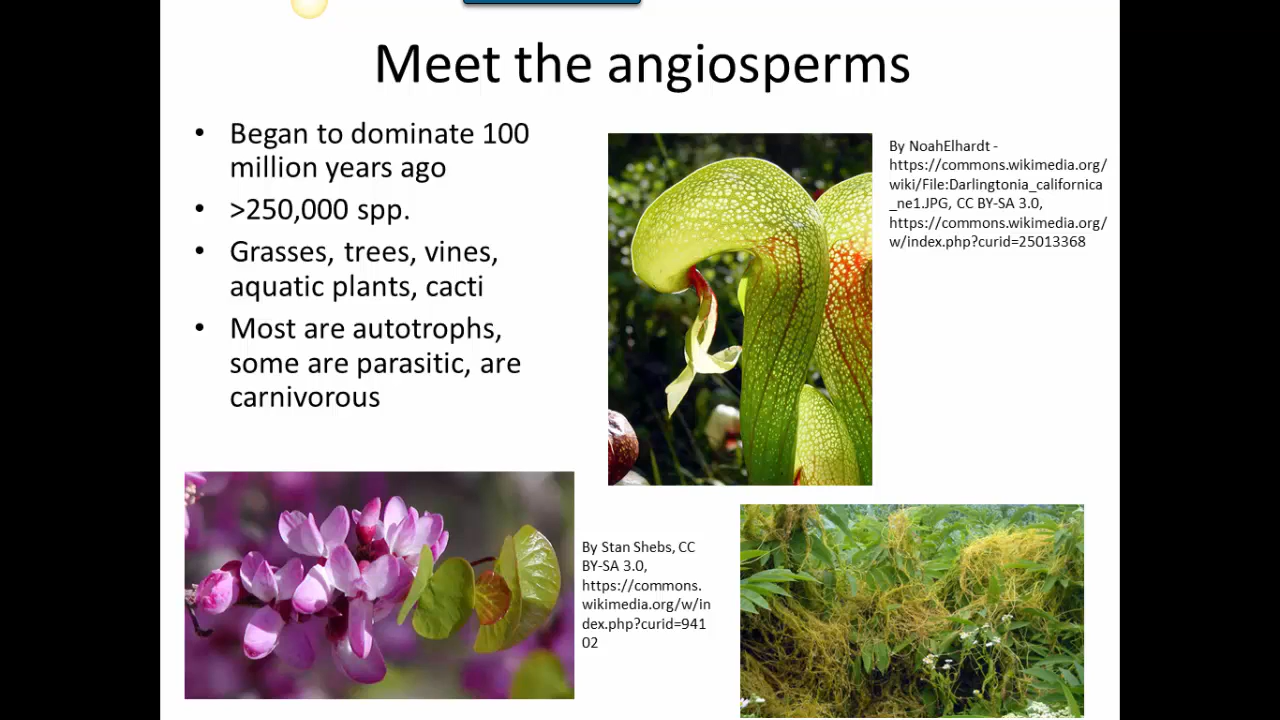 Meet the angiosperms
• Began to dominate 100
million years ago
• >250,000 spp.
• Grasses, trees, vines,
aquatic plants, cacti
• Most are autotrophs,
some are parasitic, are
carnivorous
By NoahElhardt -
https://commons.wikimedia.org/
wiki/File:Darlingtonia_californica
_ne1.JPG, CC BY-SA 3.0,
https://commons.wikimedia.org/
w/index.php?curid=25013368
By Stan Shebs, CC
BY-SA 3.0,
https://commons.
wikimedia.org/w/in
dex.php?curid=941
02